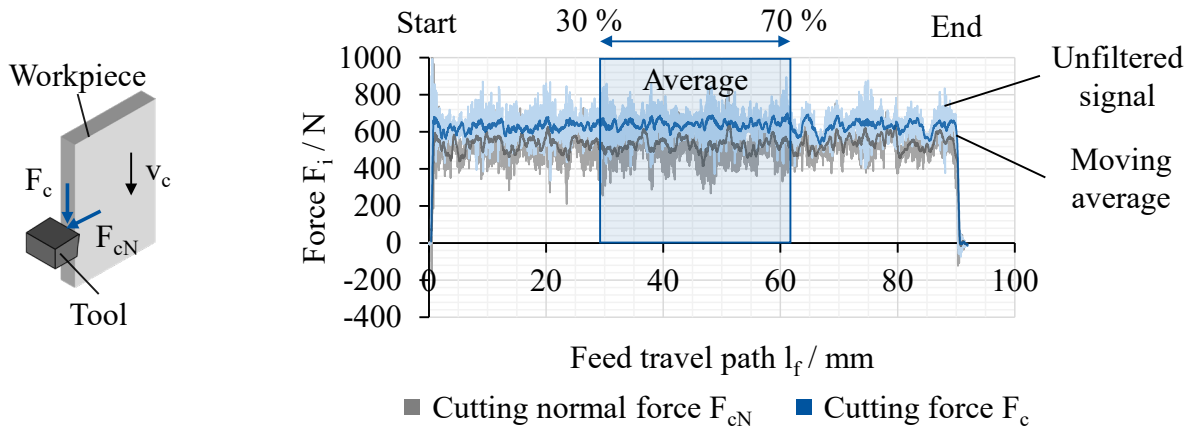 Workpiece
F_c
v_c
F_cN
Tool
Start
30 %
70 %
End
Average
Unfiltered
signal
Moving
average
Force F_i / N
1000
800
600
400
200
0
-200
-400
0
20
40
60
80
100
Feed travel path l_f / mm
Cutting normal force F_cN
Cutting force F_c